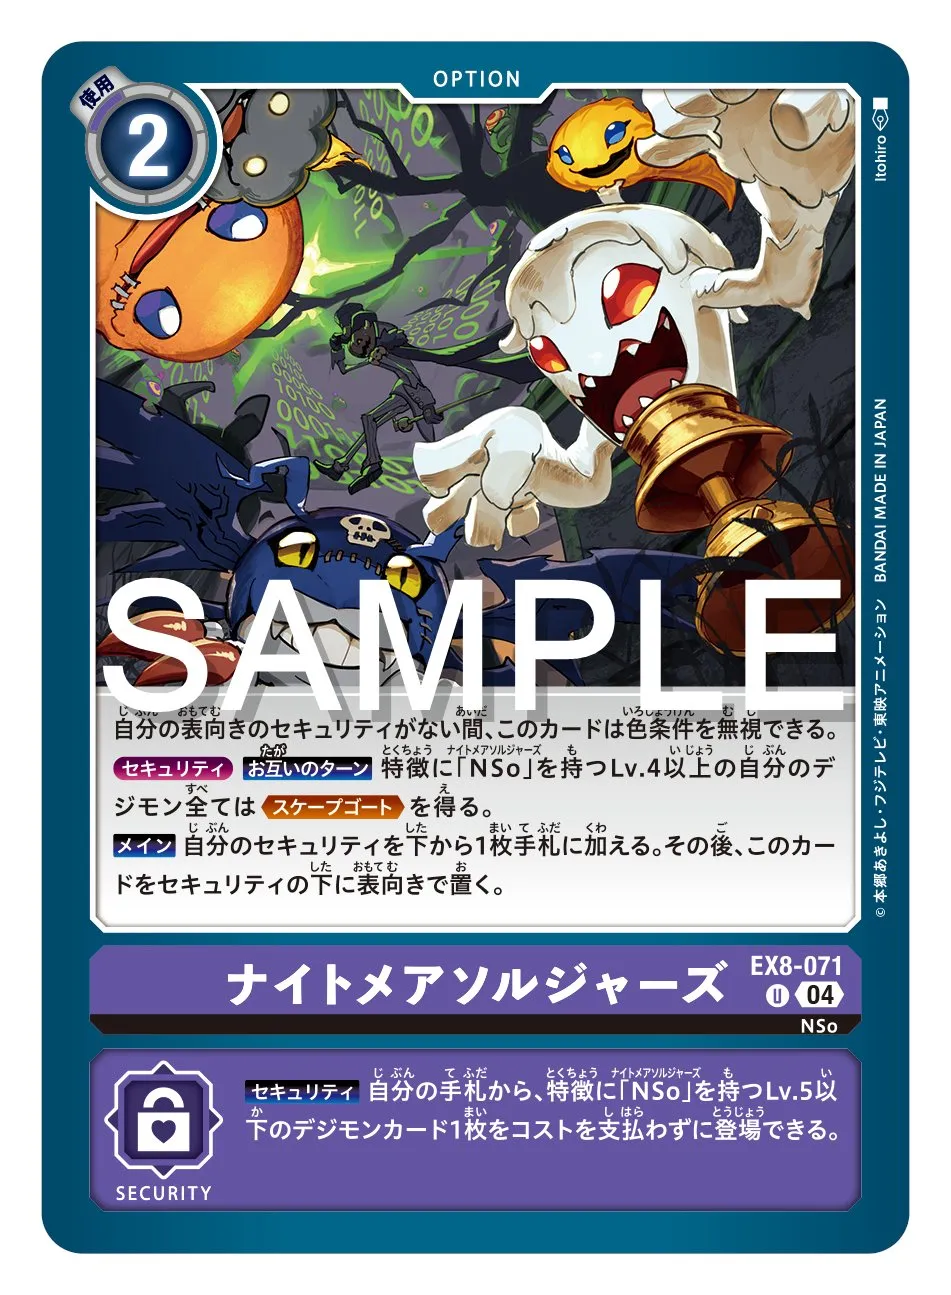 OPTION
使用
2
Itohiro
SAMPLE
自分の表向きのセキュリティがない間、このカードは色条件を無視できる。
セキュリティ お互いのターン 特徴に「NSo」を持つLv.4以上の自分のデ
ジモン全ては スケープゴート を得る。
メイン 自分のセキュリティを下から1枚手札に加える。その後、このカー
ドをセキュリティの下に表向きで置く。
©本郷あきよし・フジテレビ・東映アニメーション BANDAI MADE IN JAPAN
ナイトメアソルジャーズ
EX8-071
U 04
NSo
セキュリティ 自分の手札から、特徴に「NSo」を持つLv.5以
下のデジモンカード1枚をコストを支払わずに登場できる。
SECURITY